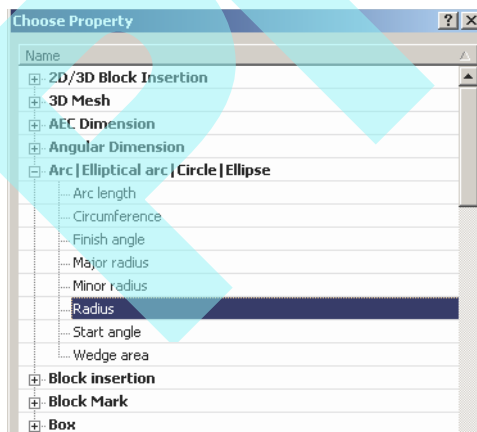 Choose Property
Name
2D/3D Block Insertion
3D Mesh
AEC Dimension
Angular Dimension
Arc|Elliptical arc|Circle|Ellipse
Arc length
Circumference
Finish angle
Major radius
Minor radius
Radius
Start angle
Wedge area
Block insertion
Block Mark
Box